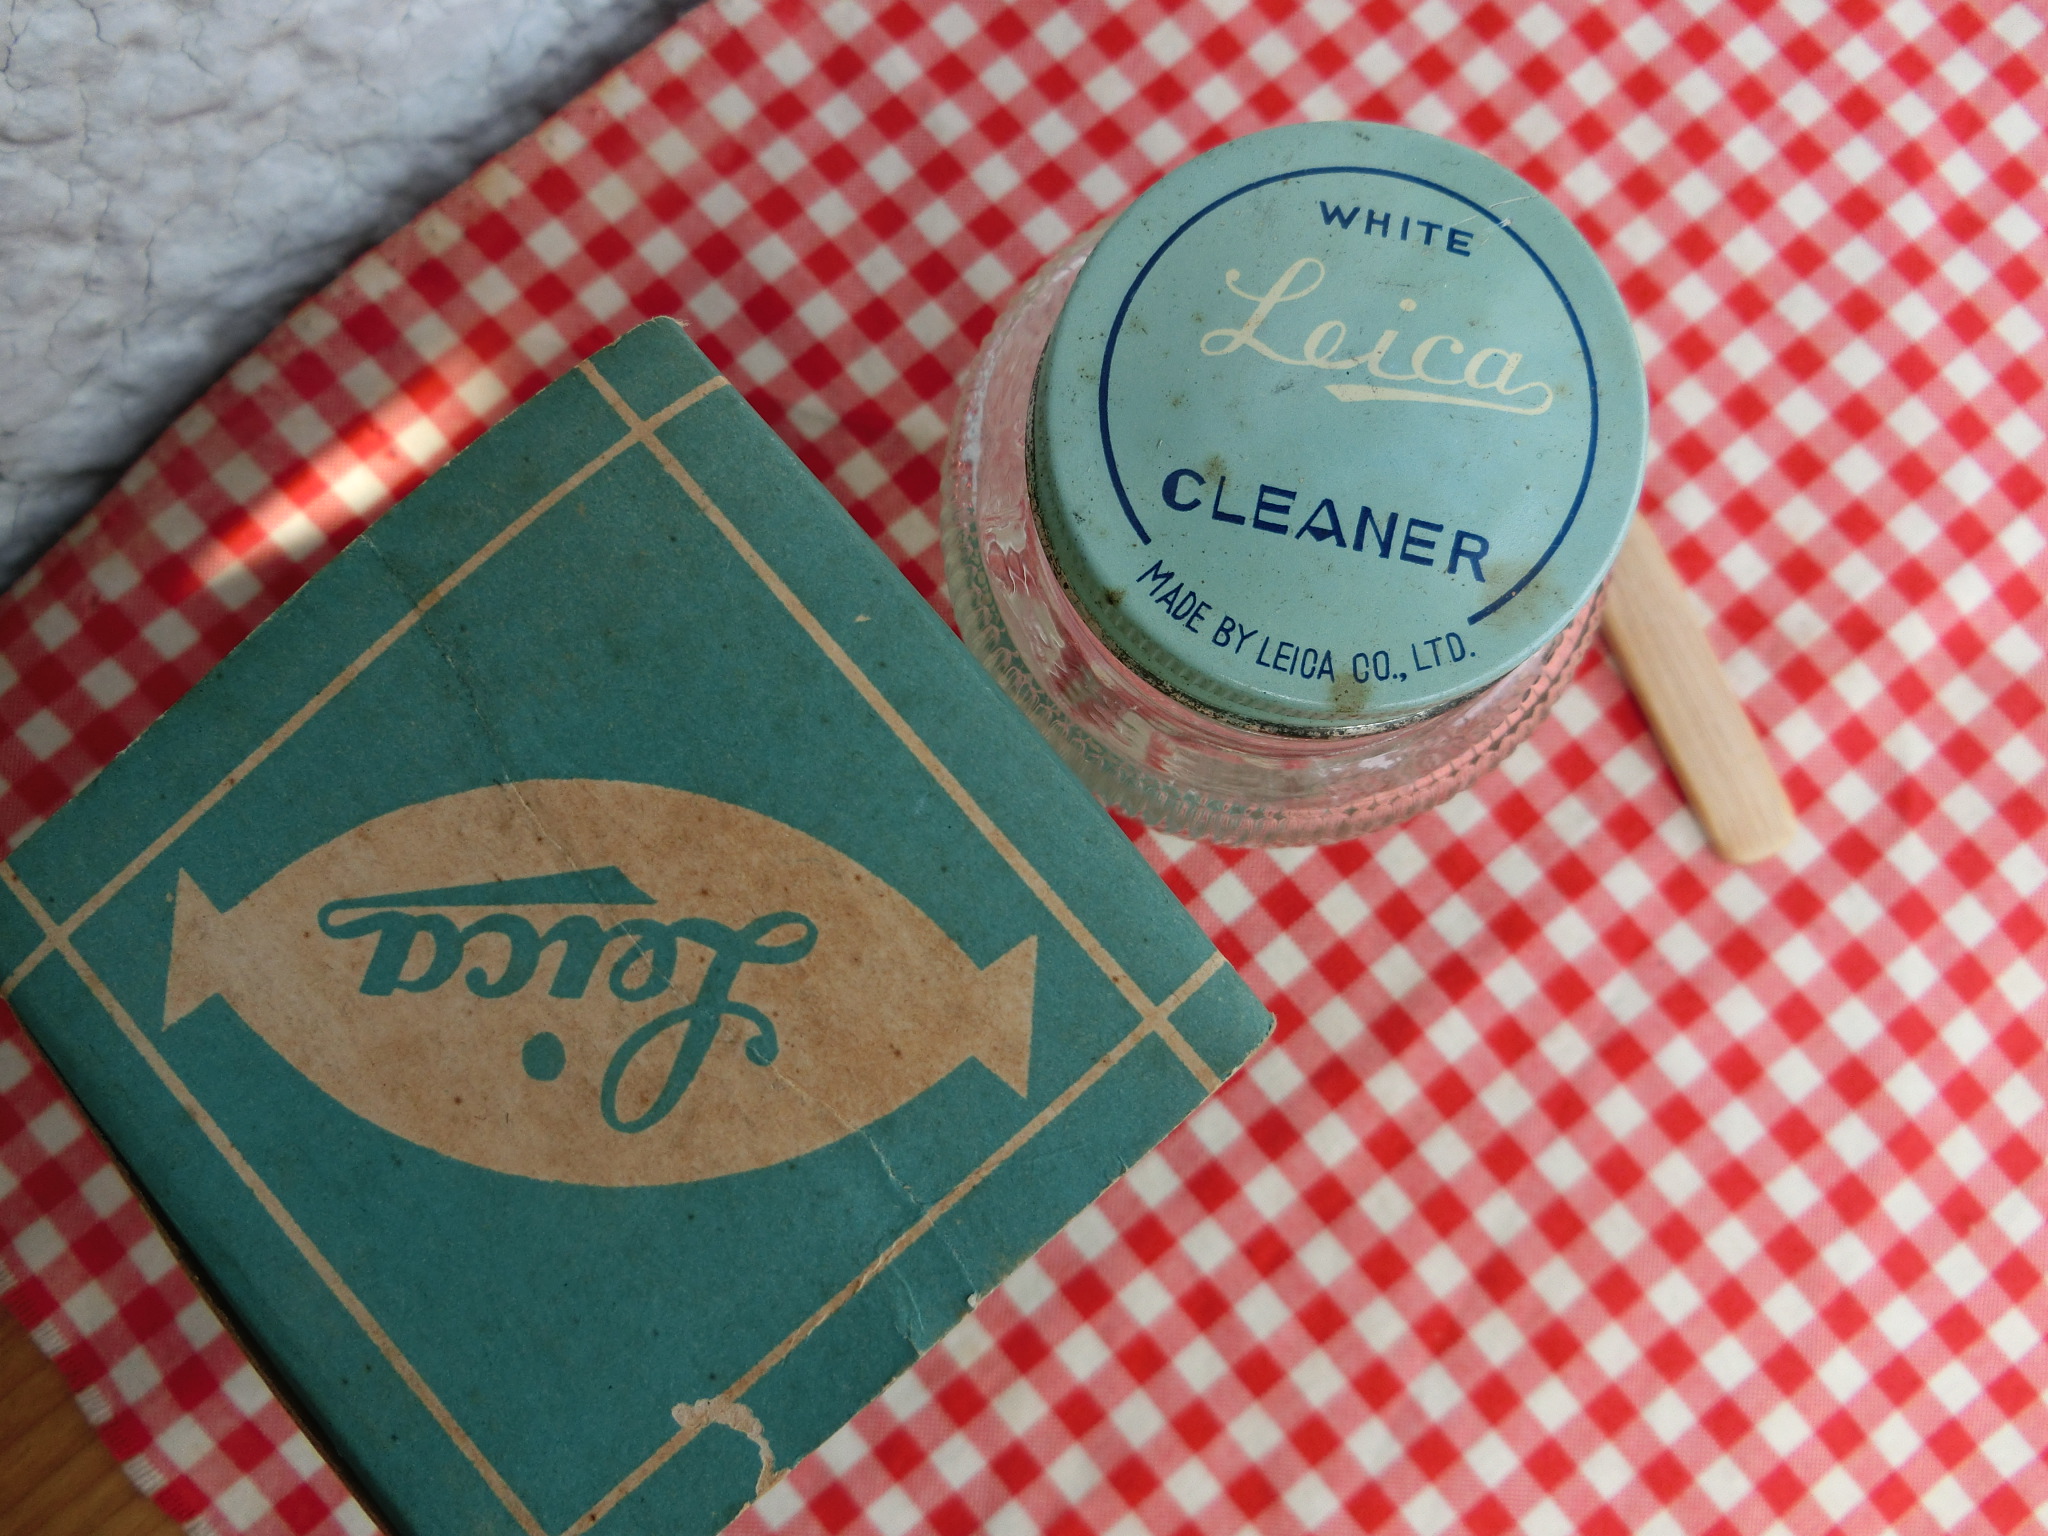 WHITE
Leica
CLEANER
MADE BY LEICA CO., LTD.
Leica